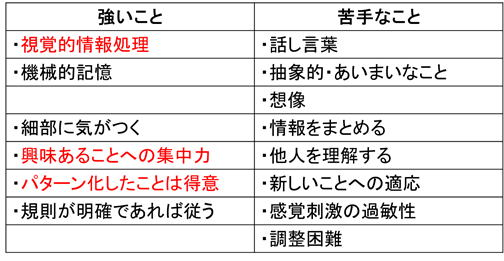 強いこと 苦手なこと
・視覚的情報処理 ・話し言葉
・機械的記憶 ・抽象的・あいまいなこと
・想像
・細部に気がつく ・情報をまとめる
・興味あることへの集中力 ・他人を理解する
・パターン化したことは得意 ・新しいことへの適応
・規則が明確であれば従う ・感覚刺激の過敏性
・調整困難